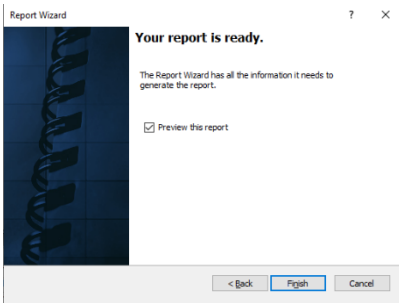 Report Wizard
?
Your report is ready.
The Report Wizard has all the information it needs to
generate the report.
Preview this report
< Back
Finish
Cancel